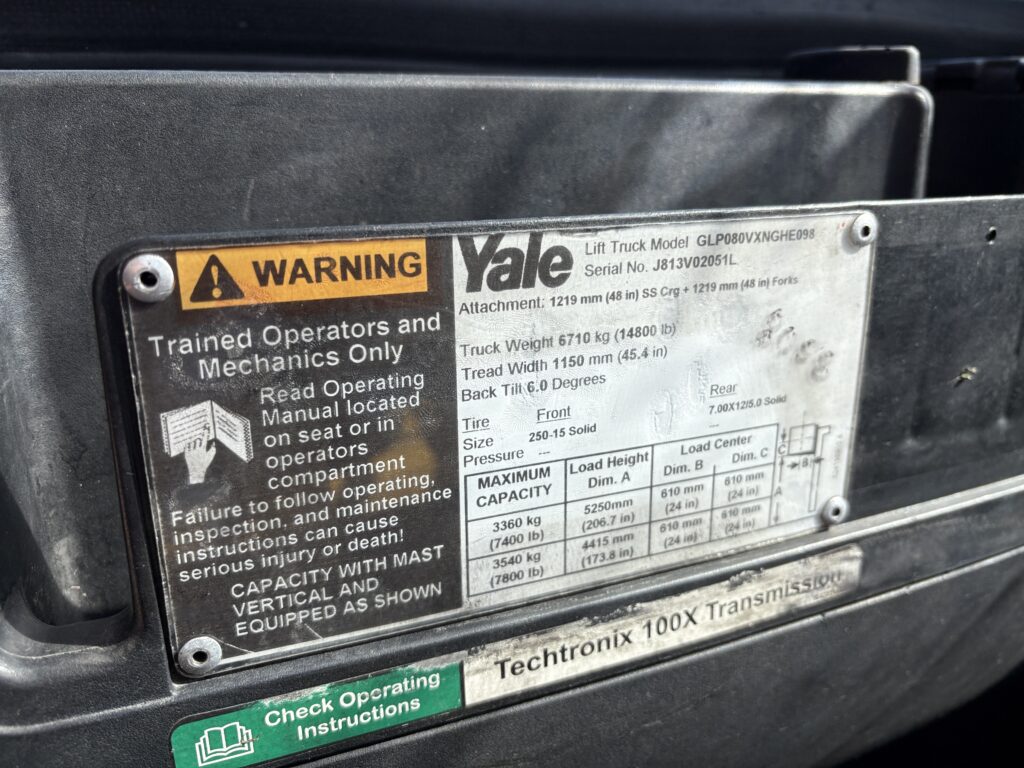 WARNING
Trained Operators and
Mechanics Only
Read Operating
Manual located
on seat or in
operators
compartment
Failure to follow operating,
inspection, and maintenance
instructions can cause
serious injury or death!
CAPACITY WITH MAST
VERTICAL AND
EQUIPPED AS SHOWN
Yale
Lift Truck Model GLP080VXNGHE098
Serial No. J813V02051L
Attachment: 1219 mm (48 in) SS Crg + 1219 mm (48 in) Forks
Truck Weight 6710 kg (14800 lb)
Tread Width 1150 mm (45.4 in)
Back Tilt 6.0 Degrees
Tire Front Rear
Size 250-15 Solid 7.00X12/5.0 Solid
Pressure --- ---
MAXIMUM CAPACITY Load Height Dim. A Load Center Dim. B Dim. C
3360 kg (7400 lb) 5250mm (206.7 in) 610 mm (24 in) 610 mm (24 in)
3540 kg (7800 lb) 4415 mm (173.8 in) 610 mm (24 in) 610 mm (24 in)
C
B
A
Techtronix 100X Transmission
Check Operating
Instructions